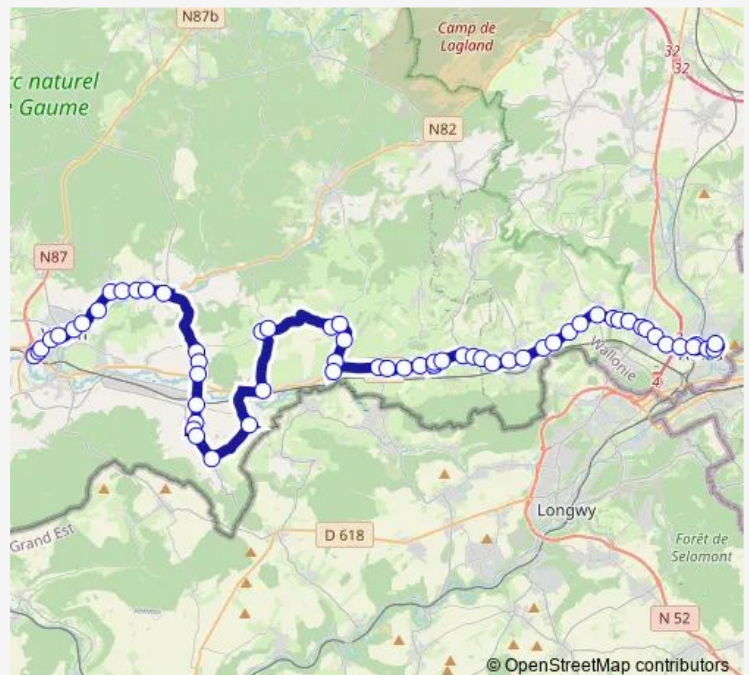 N87b
Camp de
Lagland
32
32
rc naturel
Gaume
N82
N87
Wallonie
4
Longwy
D 618
Grand Est
Forêt de
Selomont
N 52
© OpenStreetMap contributors